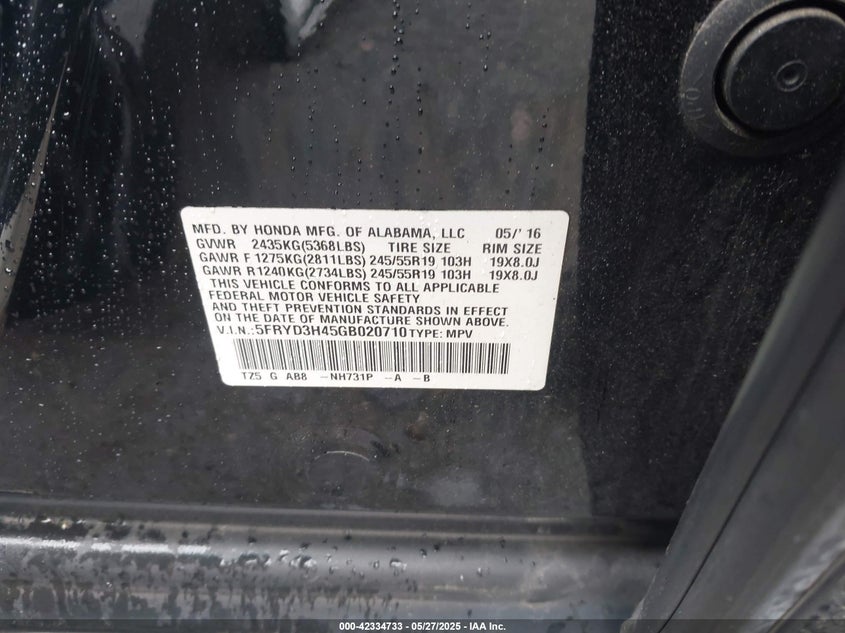 MFD. BY HONDA MFG. OF ALABAMA, LLC 05/' 16
GVWR 2435KG(5368LBS) TIRE SIZE RIM SIZE
GAWR F 1275KG(2811LBS) 245/55R19 103H 19X8.0J
GAWR R1240KG(2734LBS) 245/55R19 103H 19X8.0J
THIS VEHICLE CONFORMS TO ALL APPLICABLE
FEDERAL MOTOR VEHICLE SAFETY
AND THEFT PREVENTION STANDARDS IN EFFECT
ON THE DATE OF MANUFACTURE SHOWN ABOVE.
V.I.N.:5FRYD3H45GB020710 TYPE: MPV
TZ5 G AB8 -NH731P -A -B
000-42334733 — 05/27/2025 — IAA Inc.